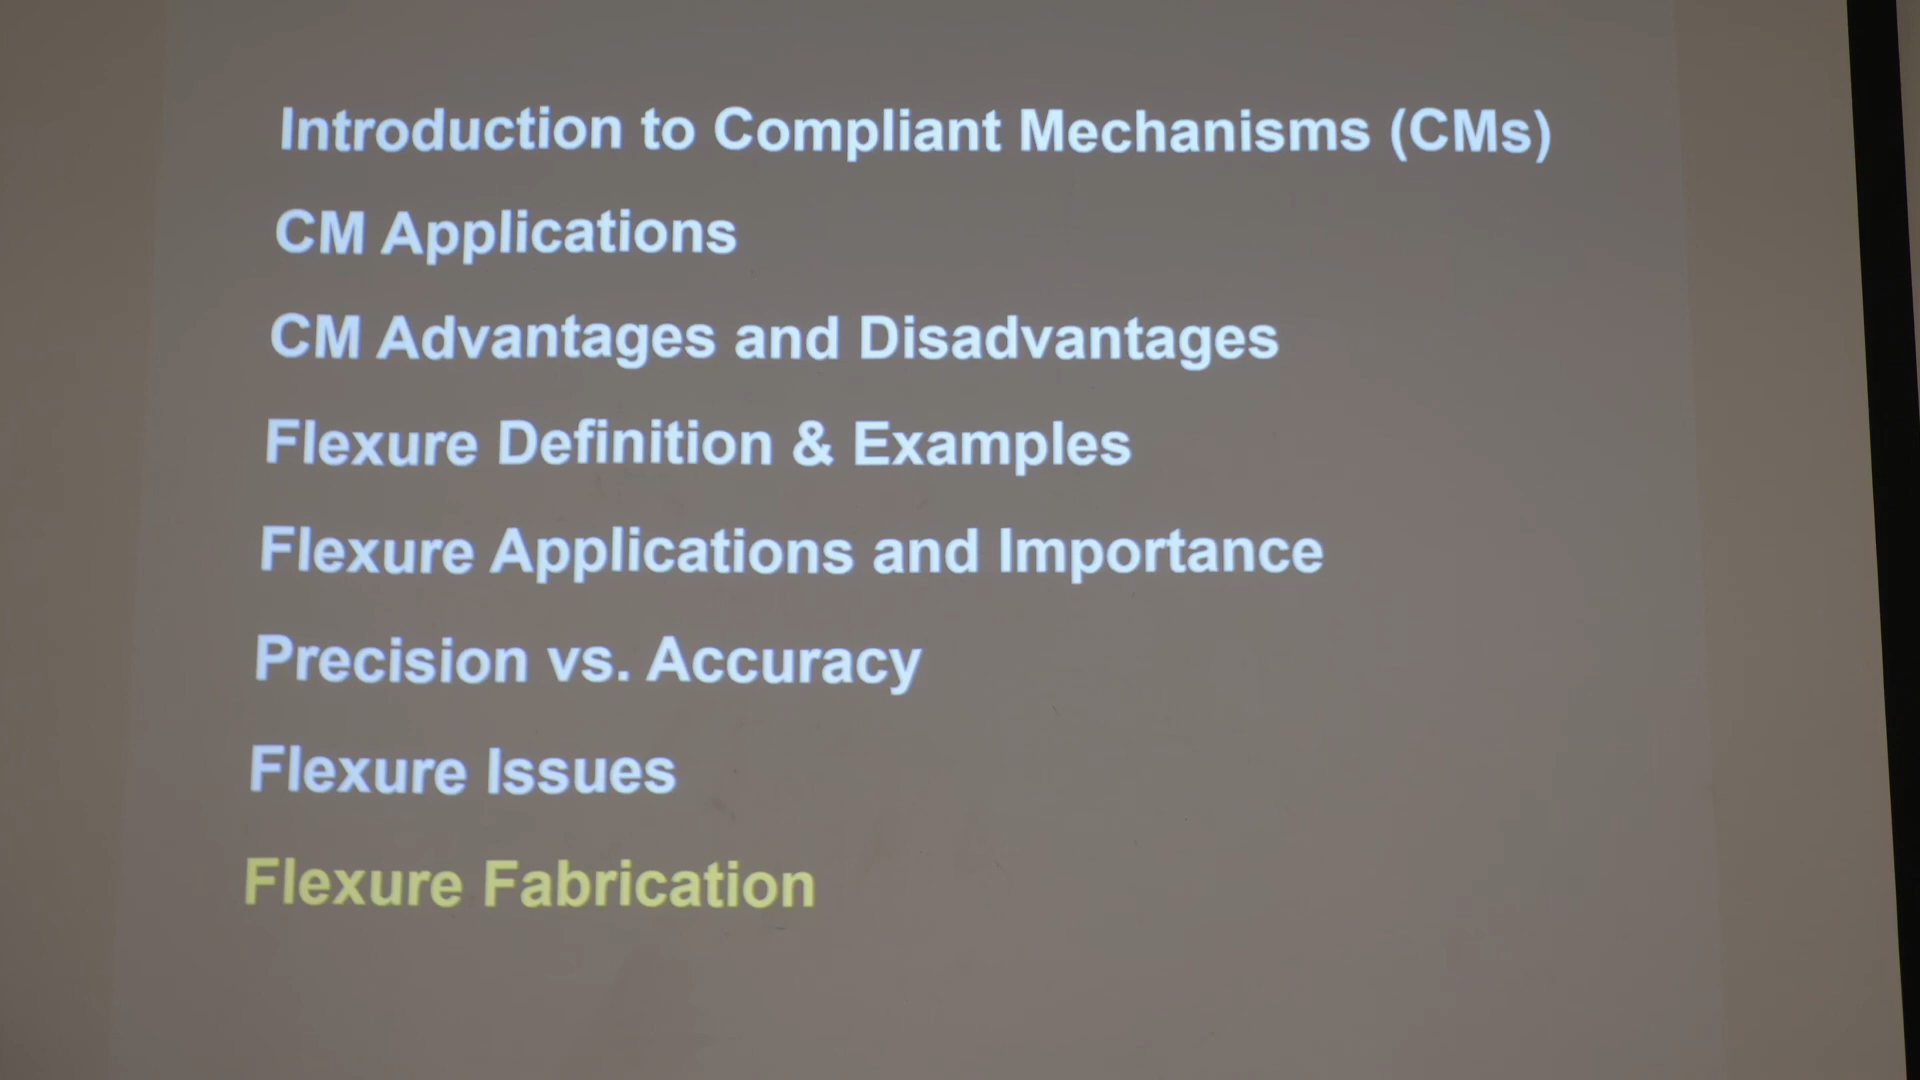 Introduction to Compliant Mechanisms (CMs)
CM Applications
CM Advantages and Disadvantages
Flexure Definition & Examples
Flexure Applications and Importance
Precision vs. Accuracy
Flexure Issues
Flexure Fabrication